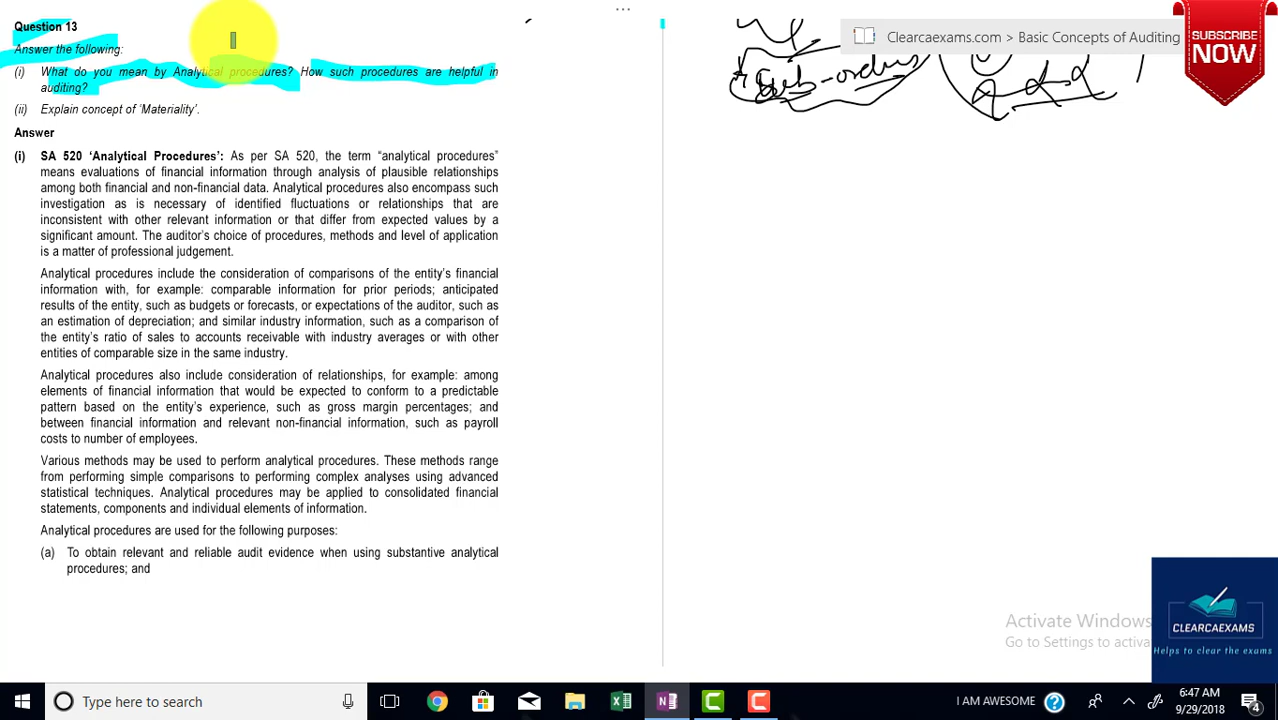 Question 13
Answer the following:
(i) What do you mean by Analytical procedures? How such procedures are helpful in
auditing?
(ii) Explain concept of 'Materiality'.
Answer
(i) SA 520 ‘Analytical Procedures’: As per SA 520, the term “analytical procedures”
means evaluations of financial information through analysis of plausible relationships
among both financial and non-financial data. Analytical procedures also encompass such
investigation as is necessary of identified fluctuations or relationships that are
inconsistent with other relevant information or that differ from expected values by a
significant amount. The auditor’s choice of procedures, methods and level of application
is a matter of professional judgement.
Analytical procedures include the consideration of comparisons of the entity’s financial
information with, for example: comparable information for prior periods; anticipated
results of the entity, such as budgets or forecasts, or expectations of the auditor, such as
an estimation of depreciation; and similar industry information, such as a comparison of
the entity’s ratio of sales to accounts receivable with industry averages or with other
entities of comparable size in the same industry.
Analytical procedures also include consideration of relationships, for example: among
elements of financial information that would be expected to conform to a predictable
pattern based on the entity’s experience, such as gross margin percentages; and
between financial information and relevant non-financial information, such as payroll
costs to number of employees.
Various methods may be used to perform analytical procedures. These methods range
from performing simple comparisons to performing complex analyses using advanced
statistical techniques. Analytical procedures may be applied to consolidated financial
statements, components and individual elements of information.
Analytical procedures are used for the following purposes:
(a) To obtain relevant and reliable audit evidence when using substantive analytical
procedures; and
Clearcaexams.com > Basic Concepts of Auditing
SUBSCRIBE
NOW
Activate Windows
Go to Settings to activa
CLEARCAEXAMS
Helps to clear the exams
Type here to search
I AM AWESOME
6:47 AM
9/29/2018
4